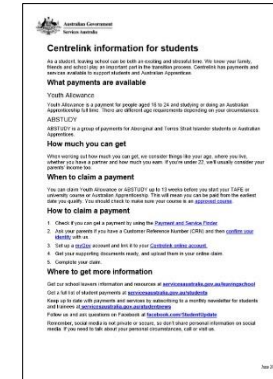 Australian Government
Services Australia
Centrelink information for students
As a student, leaving school can be both an exciting and stressful time. We know your family,
friends and school play an important part in the transition process. Centrelink has payments and
services available to support students and Australian Apprentices.
What payments are available
Youth Allowance
Youth Allowance is a payment for people aged 16 to 24 and studying or doing an Australian
Apprenticeship full time. There are different age requirements depending on your circumstances.
ABSTUDY
ABSTUDY is a group of payments for Aboriginal and Torres Strait Islander students or Australian
Apprentices.
How much you can get
When working out how much you can get, we consider things like your age, where you live,
whether you have a partner and how much you earn. If you're under 22, we'll usually consider your
parents' income too.
When to claim a payment
You can claim Youth Allowance or ABSTUDY up to 13 weeks before you start your TAFE or
university course or Australian Apprenticeship. This will mean you can be paid from the earliest
date you qualify. You should check to make sure your course is an approved course.
How to claim a payment
1. Check if you can get a payment by using the Payment and Service Finder
2. Ask your parents if you have a Customer Reference Number (CRN) and then confirm your
identity with us.
3. Set up a myGov account and link it to your Centrelink online account.
4. Get your supporting documents ready, and upload them in your online claim.
5. Complete your claim.
Where to get more information
Get our school leavers information and resources at servicesaustralia.gov.au/leavingschool
Get a full list of student payments at servicesaustralia.gov.au/students
Keep up to date with payments and services by subscribing to a monthly newsletter for students
and trainees at servicesaustralia.gov.au/studentnews
Follow us and ask questions on Facebook at facebook.com/StudentUpdate
Remember, social media is not private or secure, so don't share personal information on social
media. If you need to talk about your personal circumstances, call or visit us.